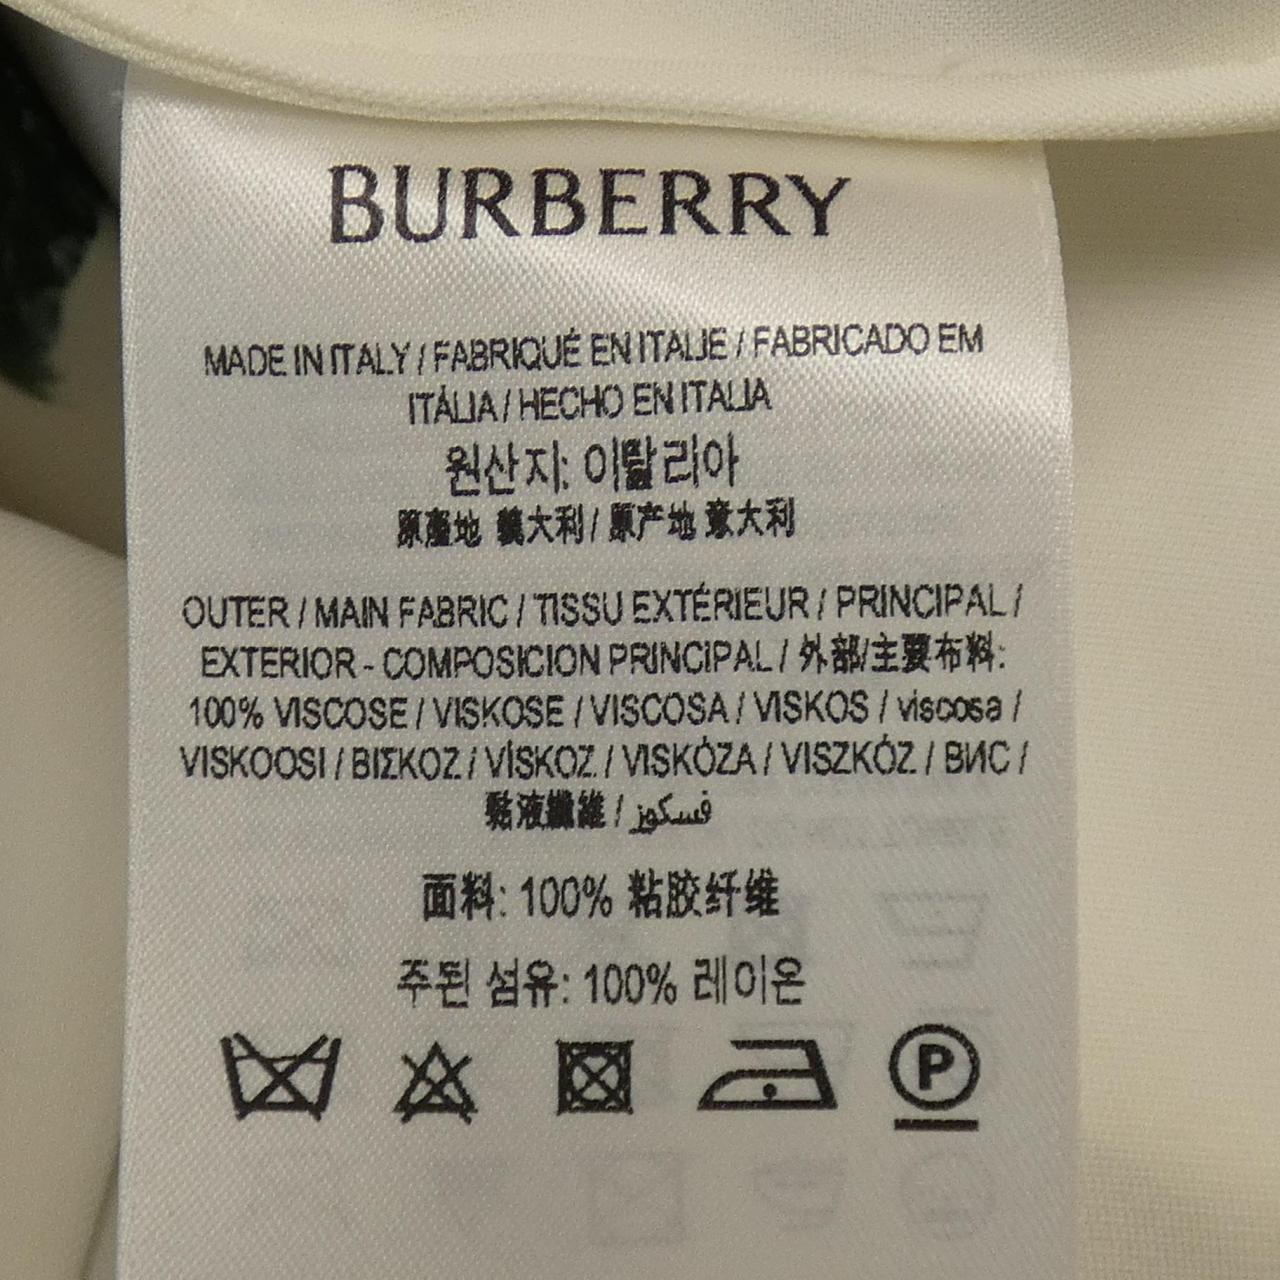 BURBERRY
MADE IN ITALY / FABRIQUÉ EN ITALIE / FABRICADO EM
ITÁLIA / HECHO EN ITALIA
원산지: 이탈리아
原產地 義大利 / 原产地 意大利
OUTER / MAIN FABRIC / TISSU EXTÉRIEUR / PRINCIPAL /
EXTERIOR - COMPOSICION PRINCIPAL / 外部/主要布料:
100% VISCOSE / VISKOSE / VISCOSA / VISKOS / viscosa /
VISKOOSI / ΒΙΣΚΟΖ / VİSKOZ / VISKÓZA / VISZKÓZ / ВИС /
黏液纖維 / فسكوز
面料: 100% 粘胶纤维
주된 섬유: 100% 레이온
P